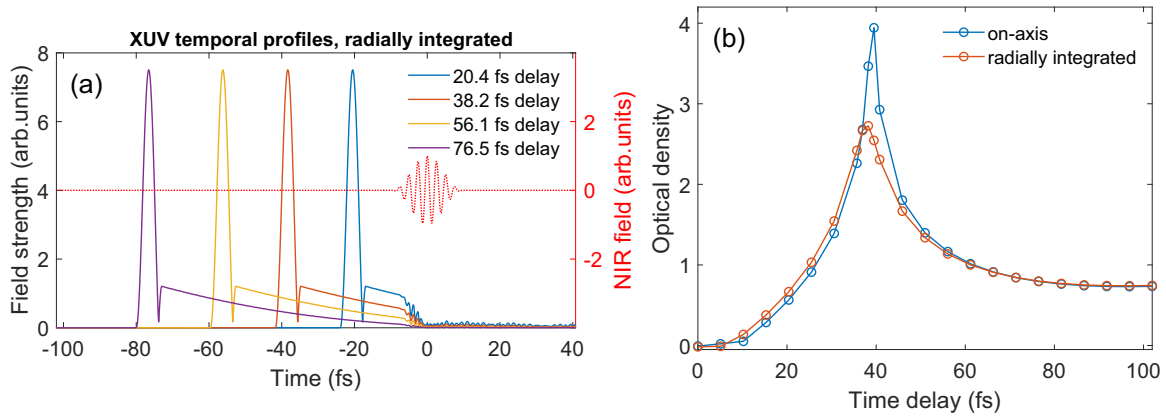 XUV temporal profiles, radially integrated
(a)
Field strength (arb.units)
8
6
4
2
0
20.4 fs delay
38.2 fs delay
56.1 fs delay
76.5 fs delay
2
0
-2
NIR field (arb.units)
-100 -80 -60 -40 -20 0 20 40
Time (fs)
(b)
Optical density
5
4
3
2
1
0
on-axis
radially integrated
0 20 40 60 80 100
Time delay (fs)